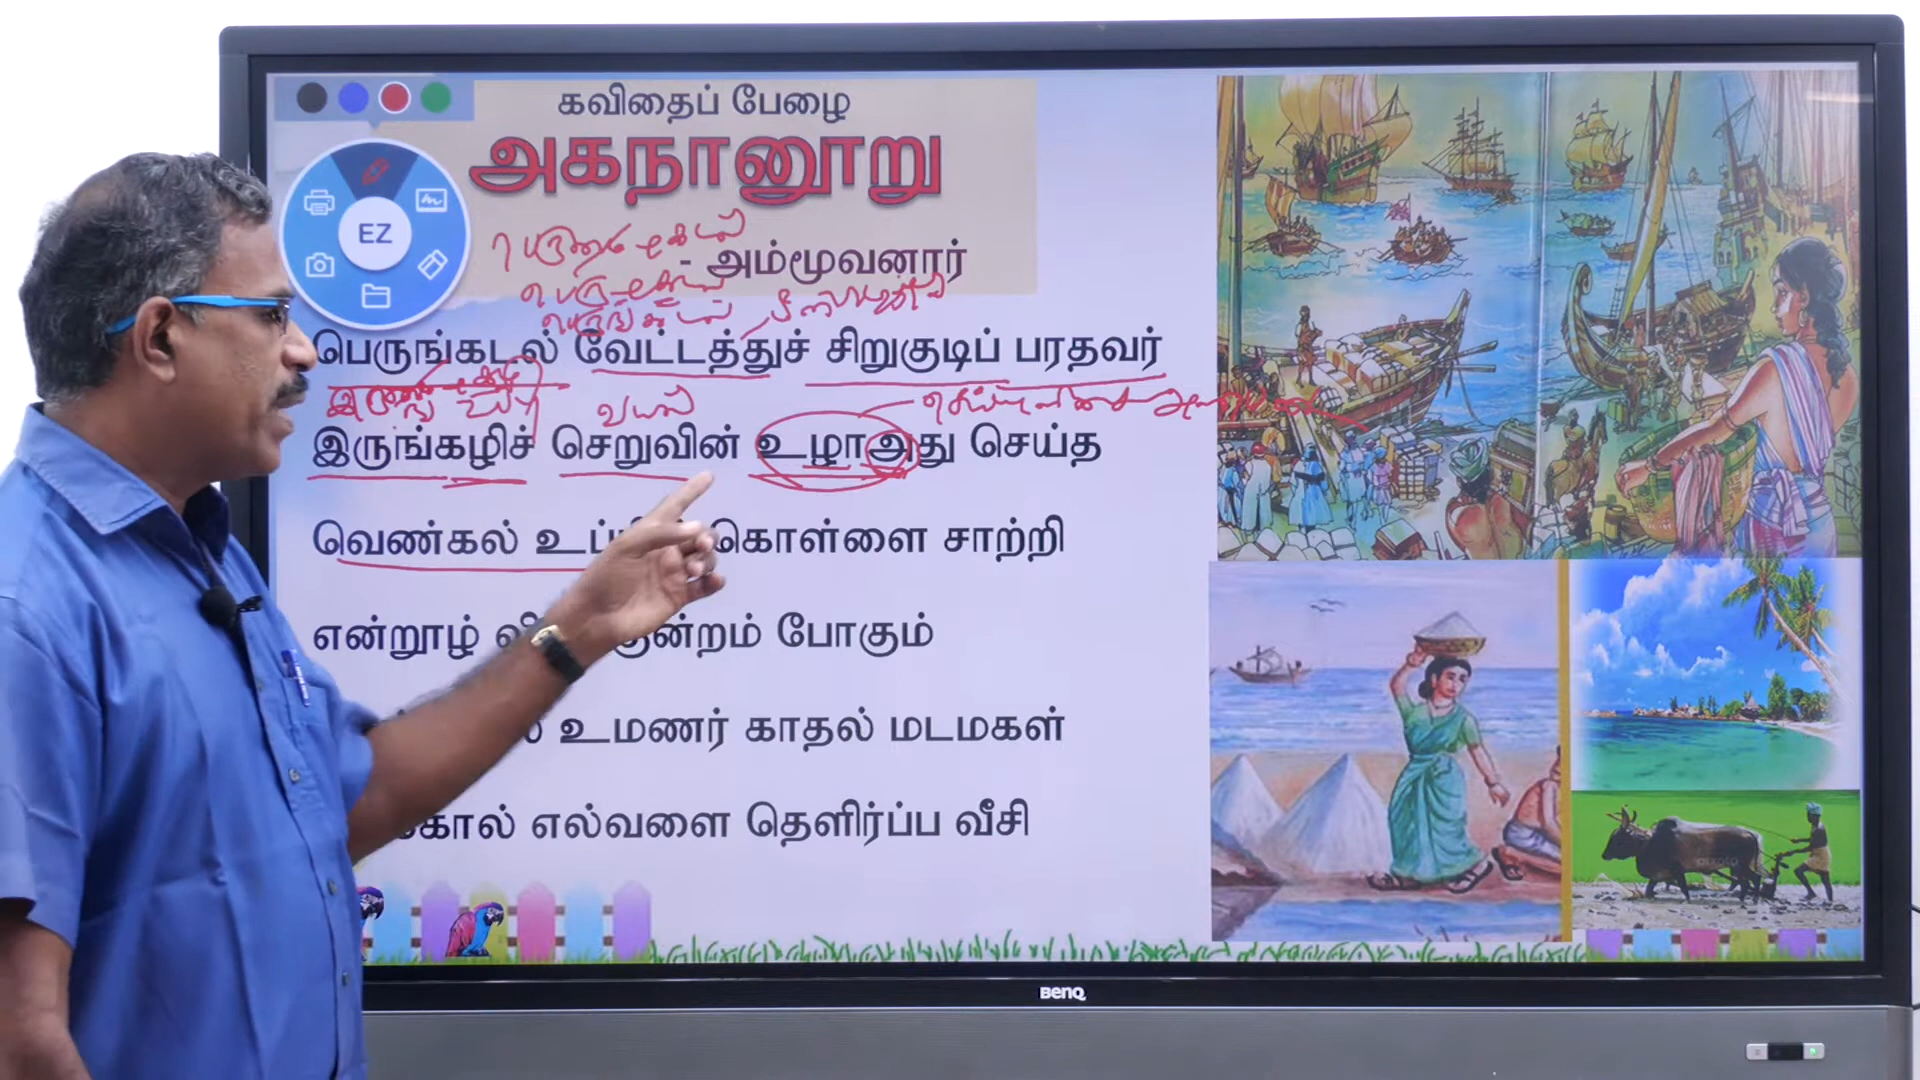 கவிதைப் பேழை
அகநானூறு
EZ
- அம்மூவனார்
பெருங்கடல் வேட்டத்துச் சிறுகுடிப் பரதவர்
வயல்
இருங்கழிச் செறுவின் உழாஅது செய்த
வெண்கல் உப்பின் கொள்ளை சாற்றி
என்றூழ் குன்றம் போகும்
உமணர் காதல் மடமகள்
எல்வளை தெளிர்ப்ப வீசி
BenQ